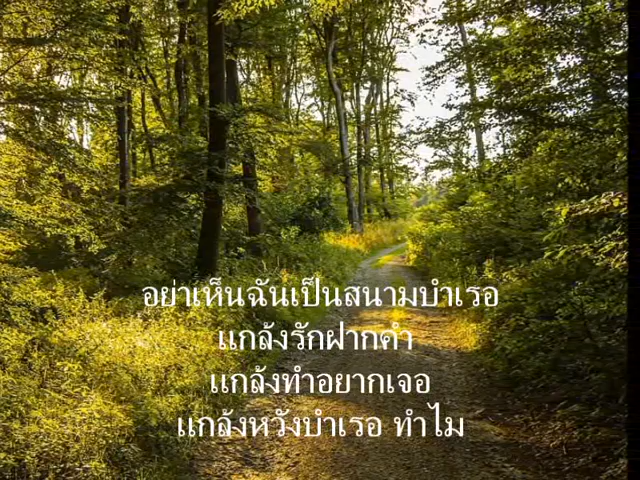 อย่าเห็นฉันเป็นสนามบำเรอ
แกล้งรักฝากคำ
แกล้งทำอยากเจอ
แกล้งหวังบำเรอ ทำไม